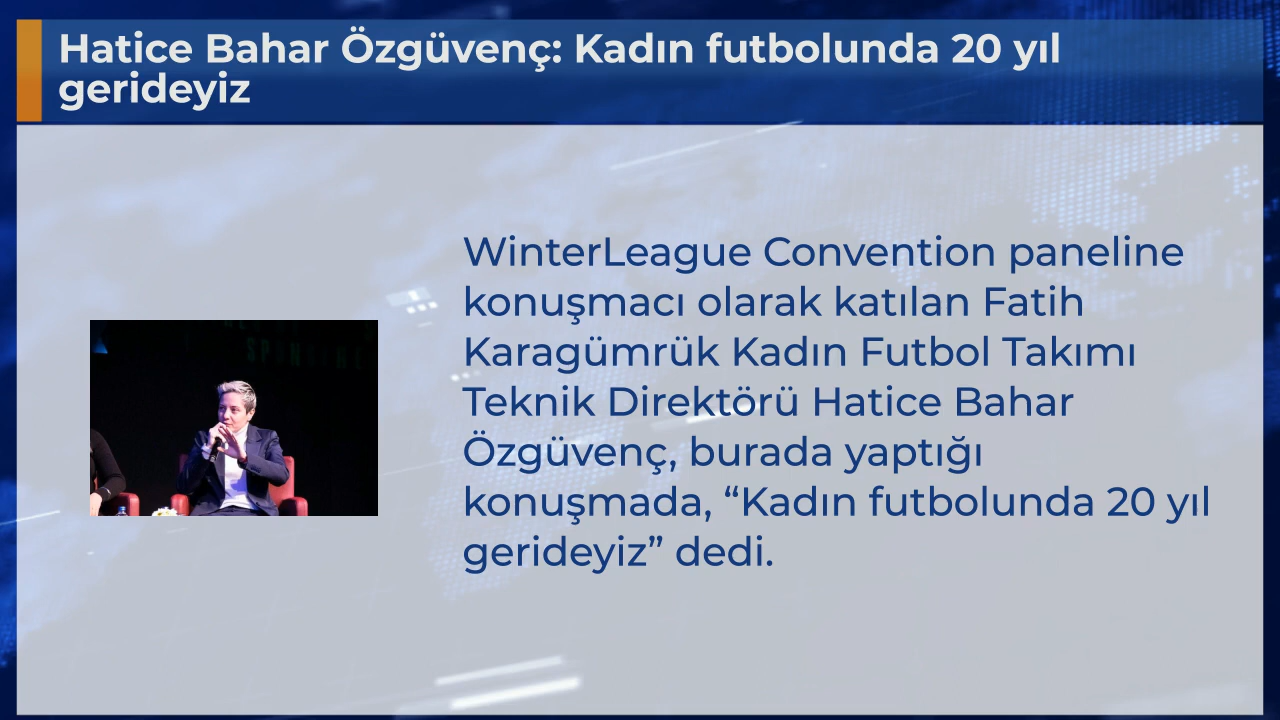 Hatice Bahar Özgüvenç: Kadın futbolunda 20 yıl
gerideyiz
WinterLeague Convention paneline
konuşmacı olarak katılan Fatih
Karagümrük Kadın Futbol Takımı
Teknik Direktörü Hatice Bahar
Özgüvenç, burada yaptığı
konuşmada, “Kadın futbolunda 20 yıl
gerideyiz” dedi.